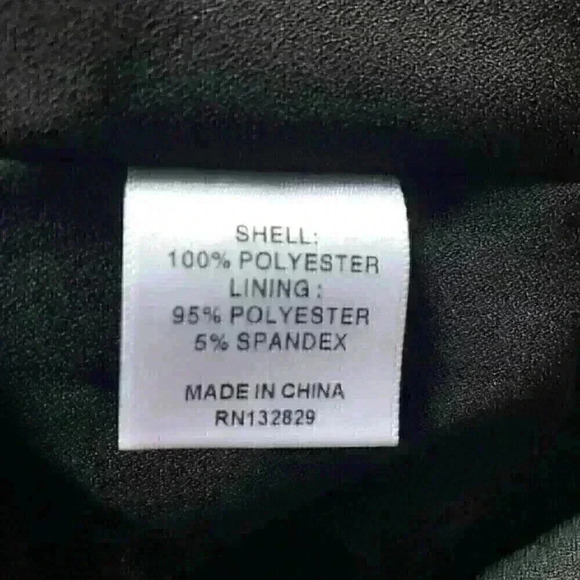 SHELL:
100% POLYESTER
LINING :
95% POLYESTER
5% SPANDEX
MADE IN CHINA
RN132829